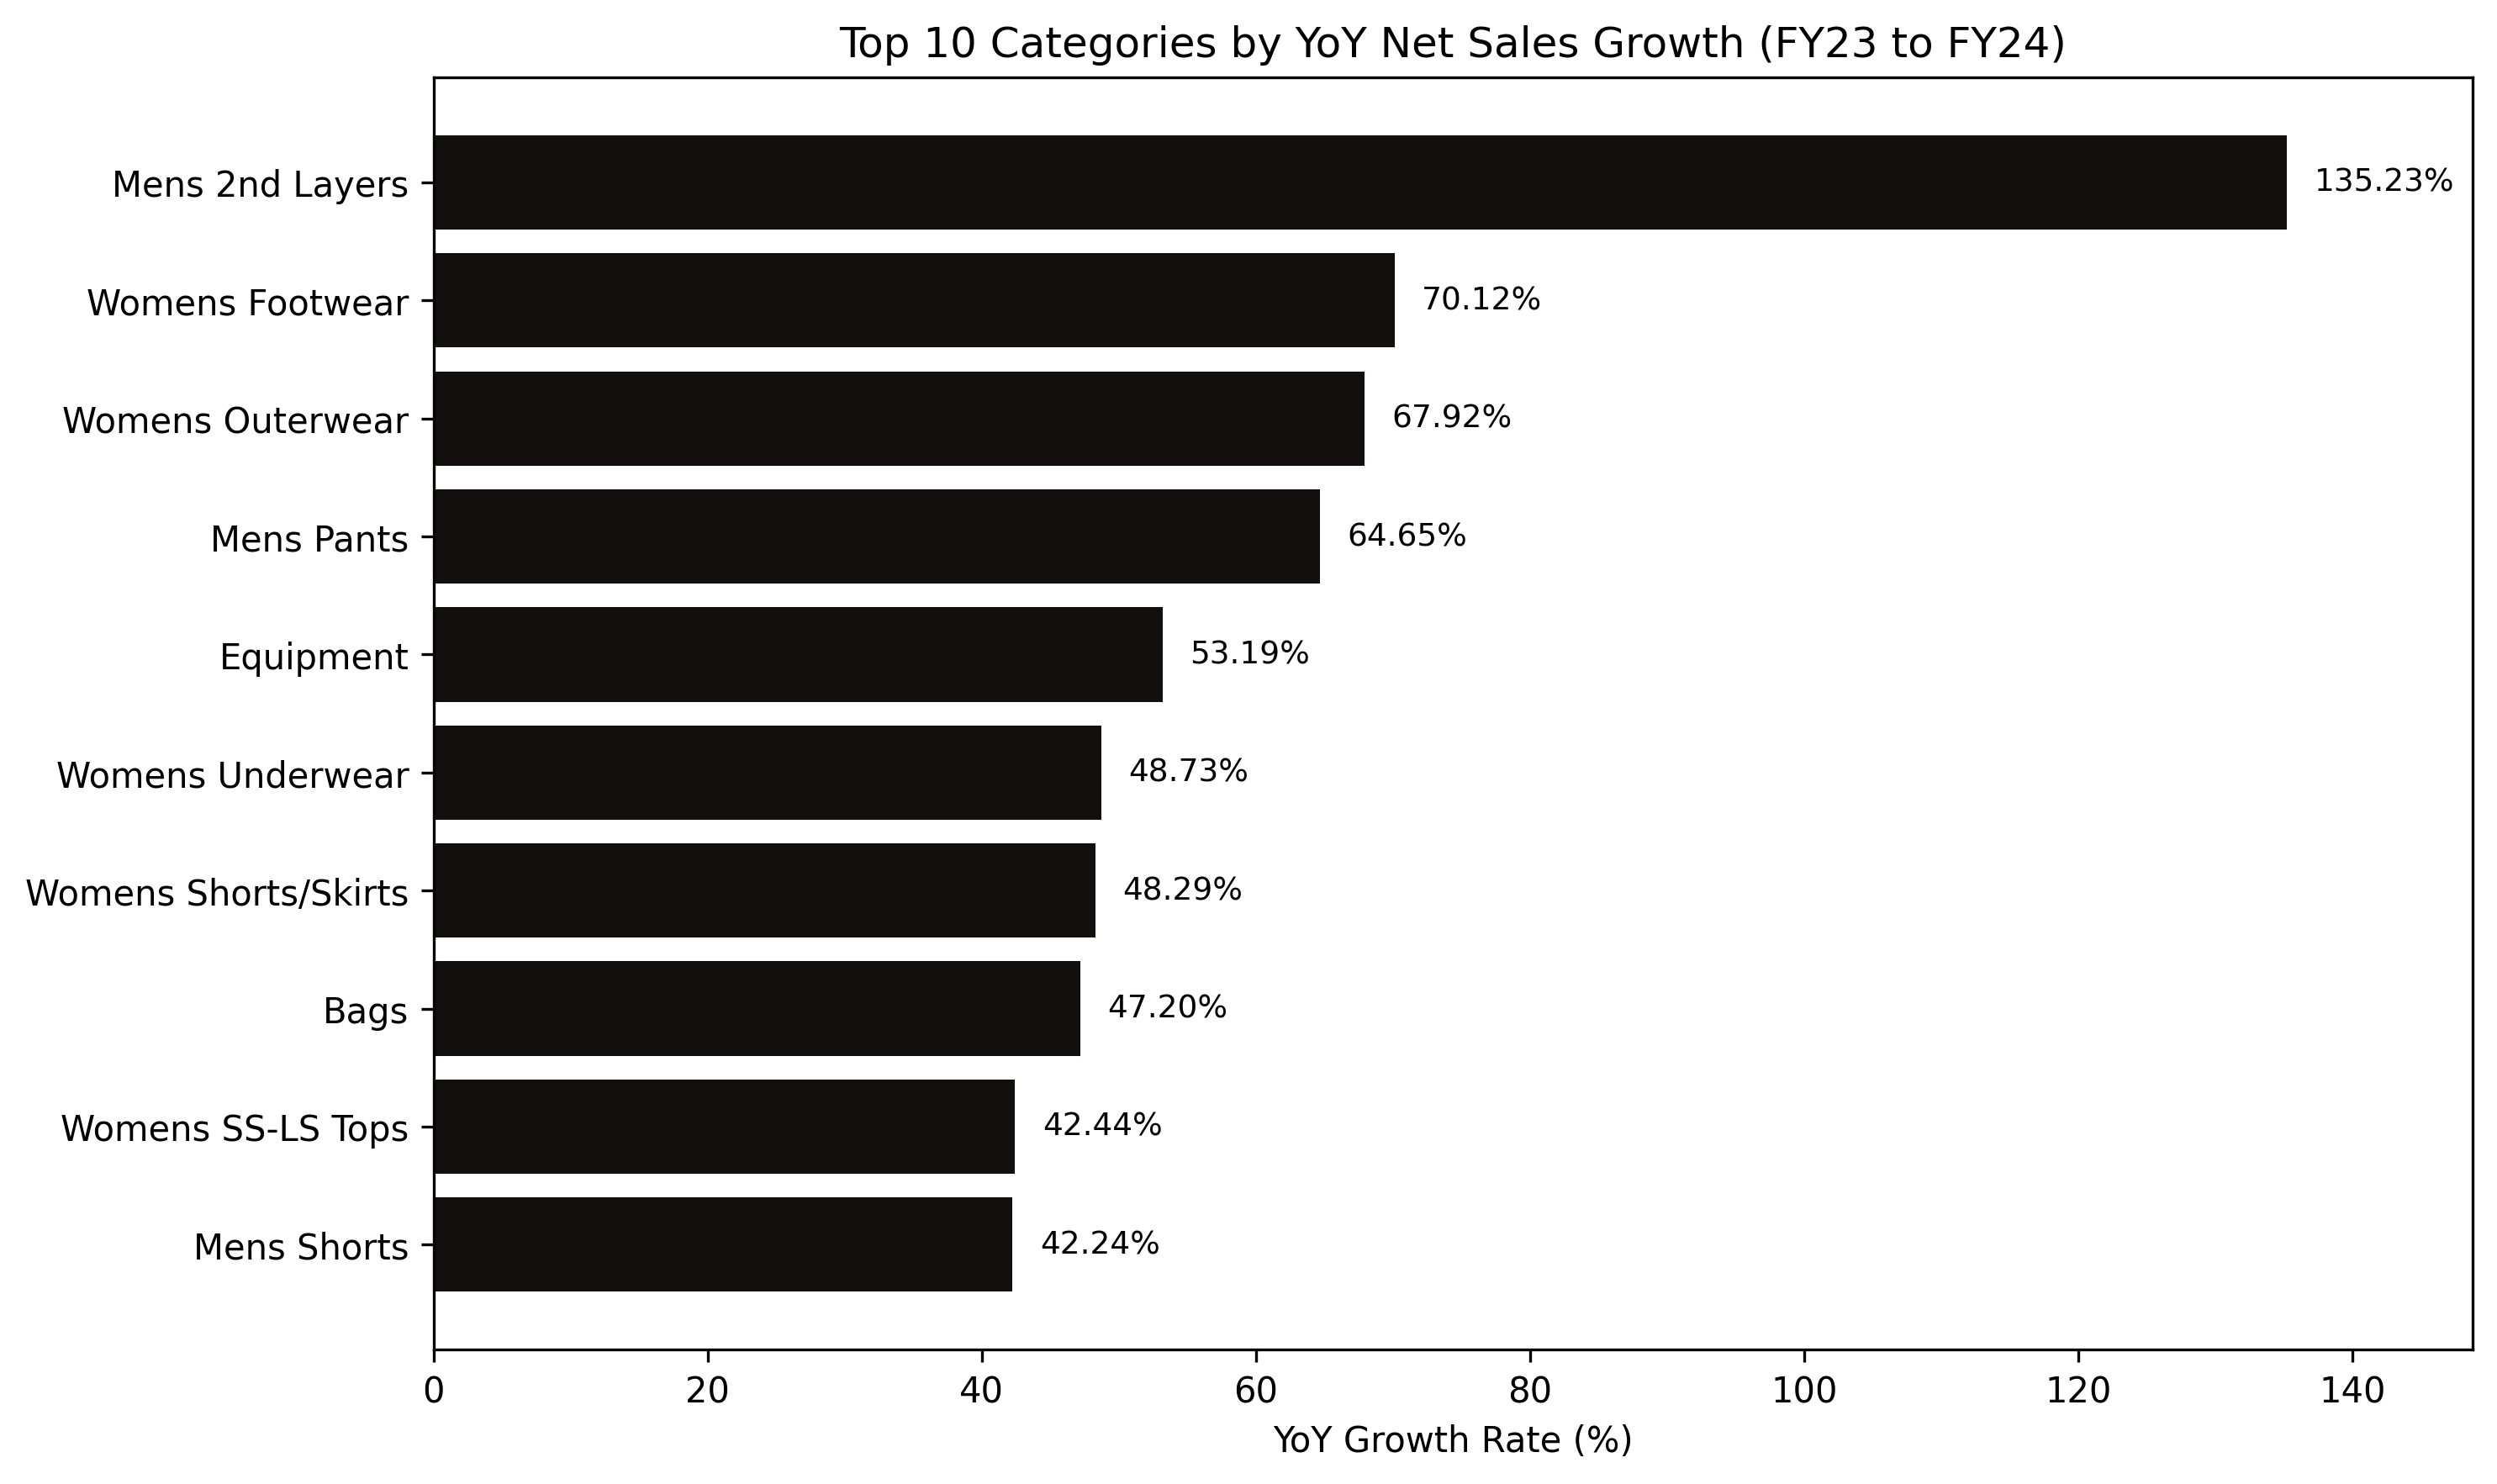 Top 10 Categories by YoY Net Sales Growth (FY23 to FY24)
Mens 2nd Layers 135.23%
Womens Footwear 70.12%
Womens Outerwear 67.92%
Mens Pants 64.65%
Equipment 53.19%
Womens Underwear 48.73%
Womens Shorts/Skirts 48.29%
Bags 47.20%
Womens SS-LS Tops 42.44%
Mens Shorts 42.24%
0 20 40 60 80 100 120 140
YoY Growth Rate (%)